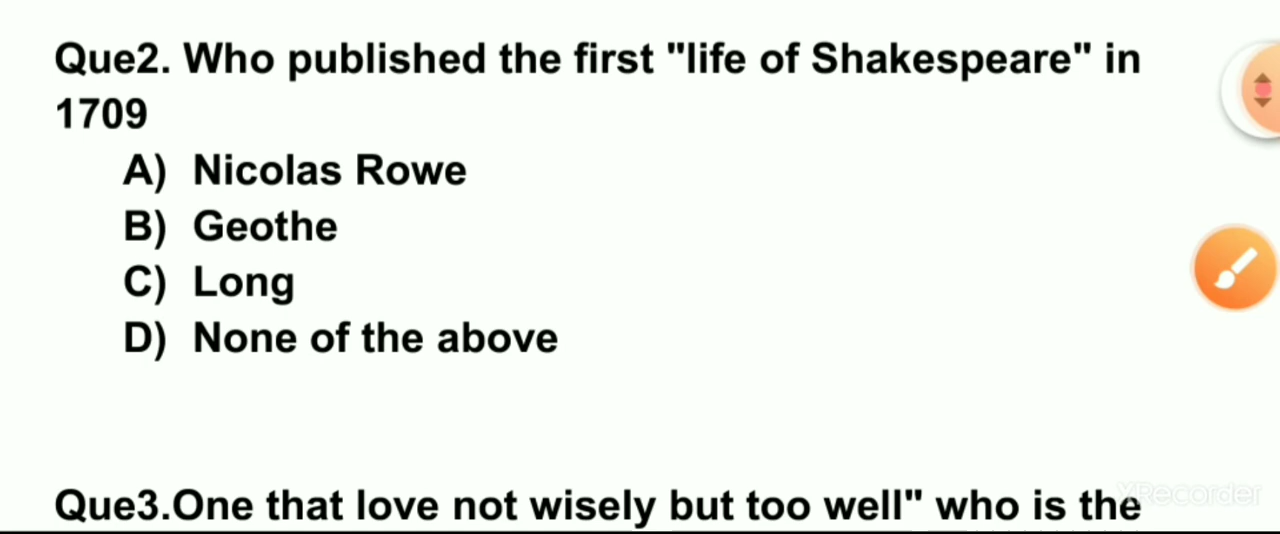 Que2. Who published the first "life of Shakespeare" in
1709
A) Nicolas Rowe
B) Geothe
C) Long
D) None of the above
Que3.One that love not wisely but too well" who is the
XRecorder